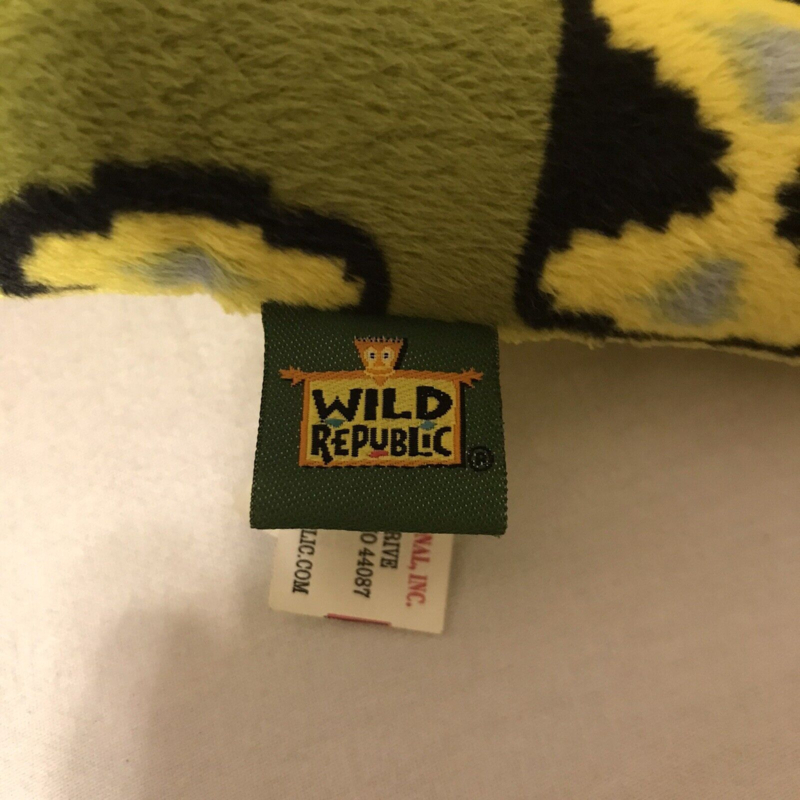 WILD
REPUBLIC
®
NAL, INC.
RIVE
O 44087
LIC.COM